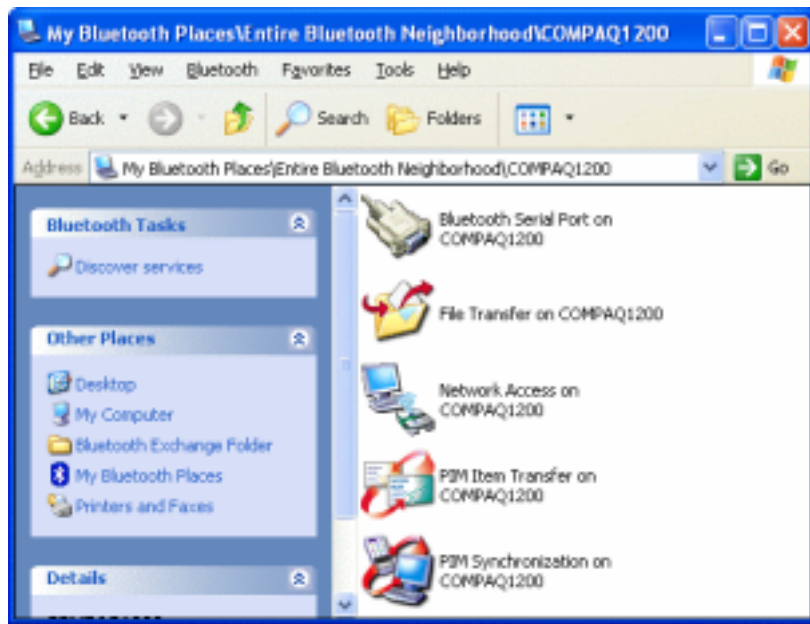 My Bluetooth Places\Entire Bluetooth Neighborhood\COMPAQ1200
File Edit View Bluetooth Favorites Tools Help
Back Search Folders
Address My Bluetooth Places\Entire Bluetooth Neighborhood\COMPAQ1200 Go
Bluetooth Tasks
Discover services
Other Places
Desktop
My Computer
Bluetooth Exchange Folder
My Bluetooth Places
Printers and Faxes
Details
Bluetooth Serial Port on
COMPAQ1200
File Transfer on COMPAQ1200
Network Access on
COMPAQ1200
PIM Item Transfer on
COMPAQ1200
PIM Synchronization on
COMPAQ1200